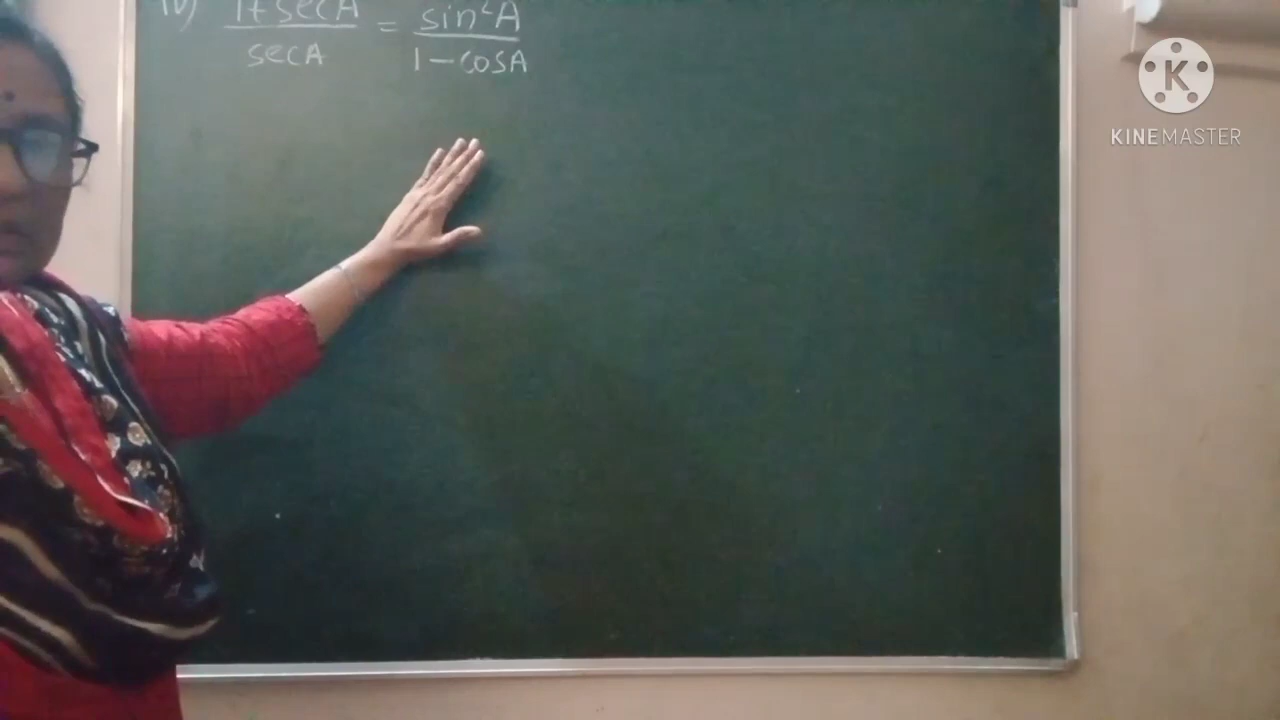 iv) 1+secA / secA = sin²A / 1-cosA
K
KINEMASTER